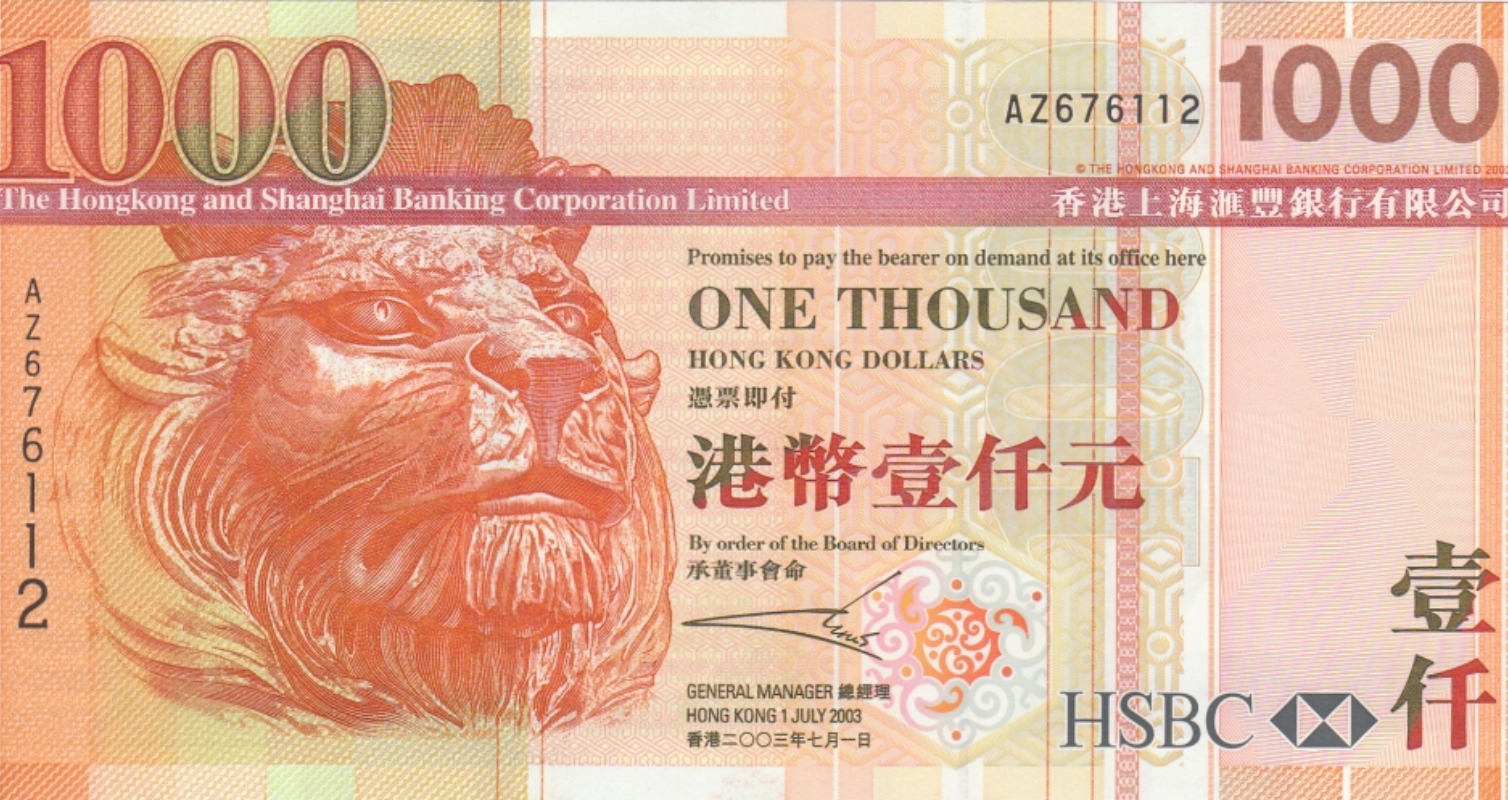 1000
AZ676112
1000
© THE HONGKONG AND SHANGHAI BANKING CORPORATION LIMITED 2003
The Hongkong and Shanghai Banking Corporation Limited
香港上海滙豐銀行有限公司
AZ676112
Promises to pay the bearer on demand at its office here
ONE THOUSAND
HONG KONG DOLLARS
憑票即付
港幣壹仟元
By order of the Board of Directors
承董事會命
GENERAL MANAGER 總經理
HONG KONG 1 JULY 2003
香港二〇〇三年七月一日
HSBC
壹仟